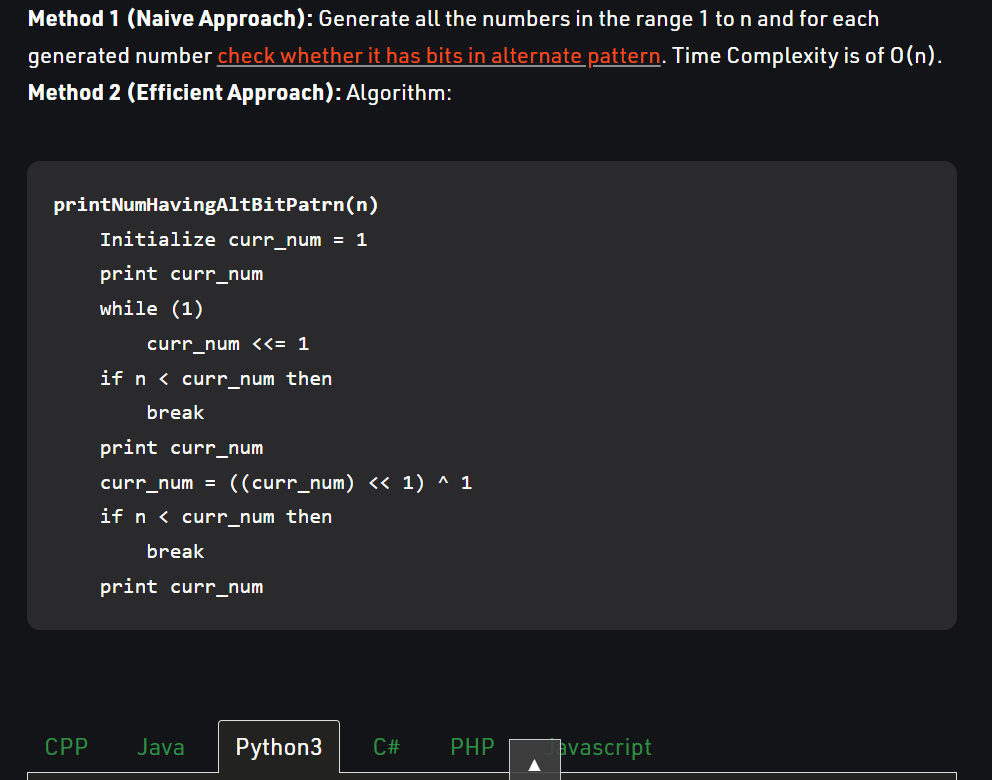 Method 1 (Naive Approach): Generate all the numbers in the range 1 to n and for each
generated number check whether it has bits in alternate pattern. Time Complexity is of O(n).
Method 2 (Efficient Approach): Algorithm:
printNumHavingAltBitPatrn(n)
    Initialize curr_num = 1
    print curr_num
    while (1)
        curr_num <<= 1
    if n < curr_num then
        break
    print curr_num
    curr_num = ((curr_num) << 1) ^ 1
    if n < curr_num then
        break
    print curr_num
CPP Java Python3 C# PHP Javascript